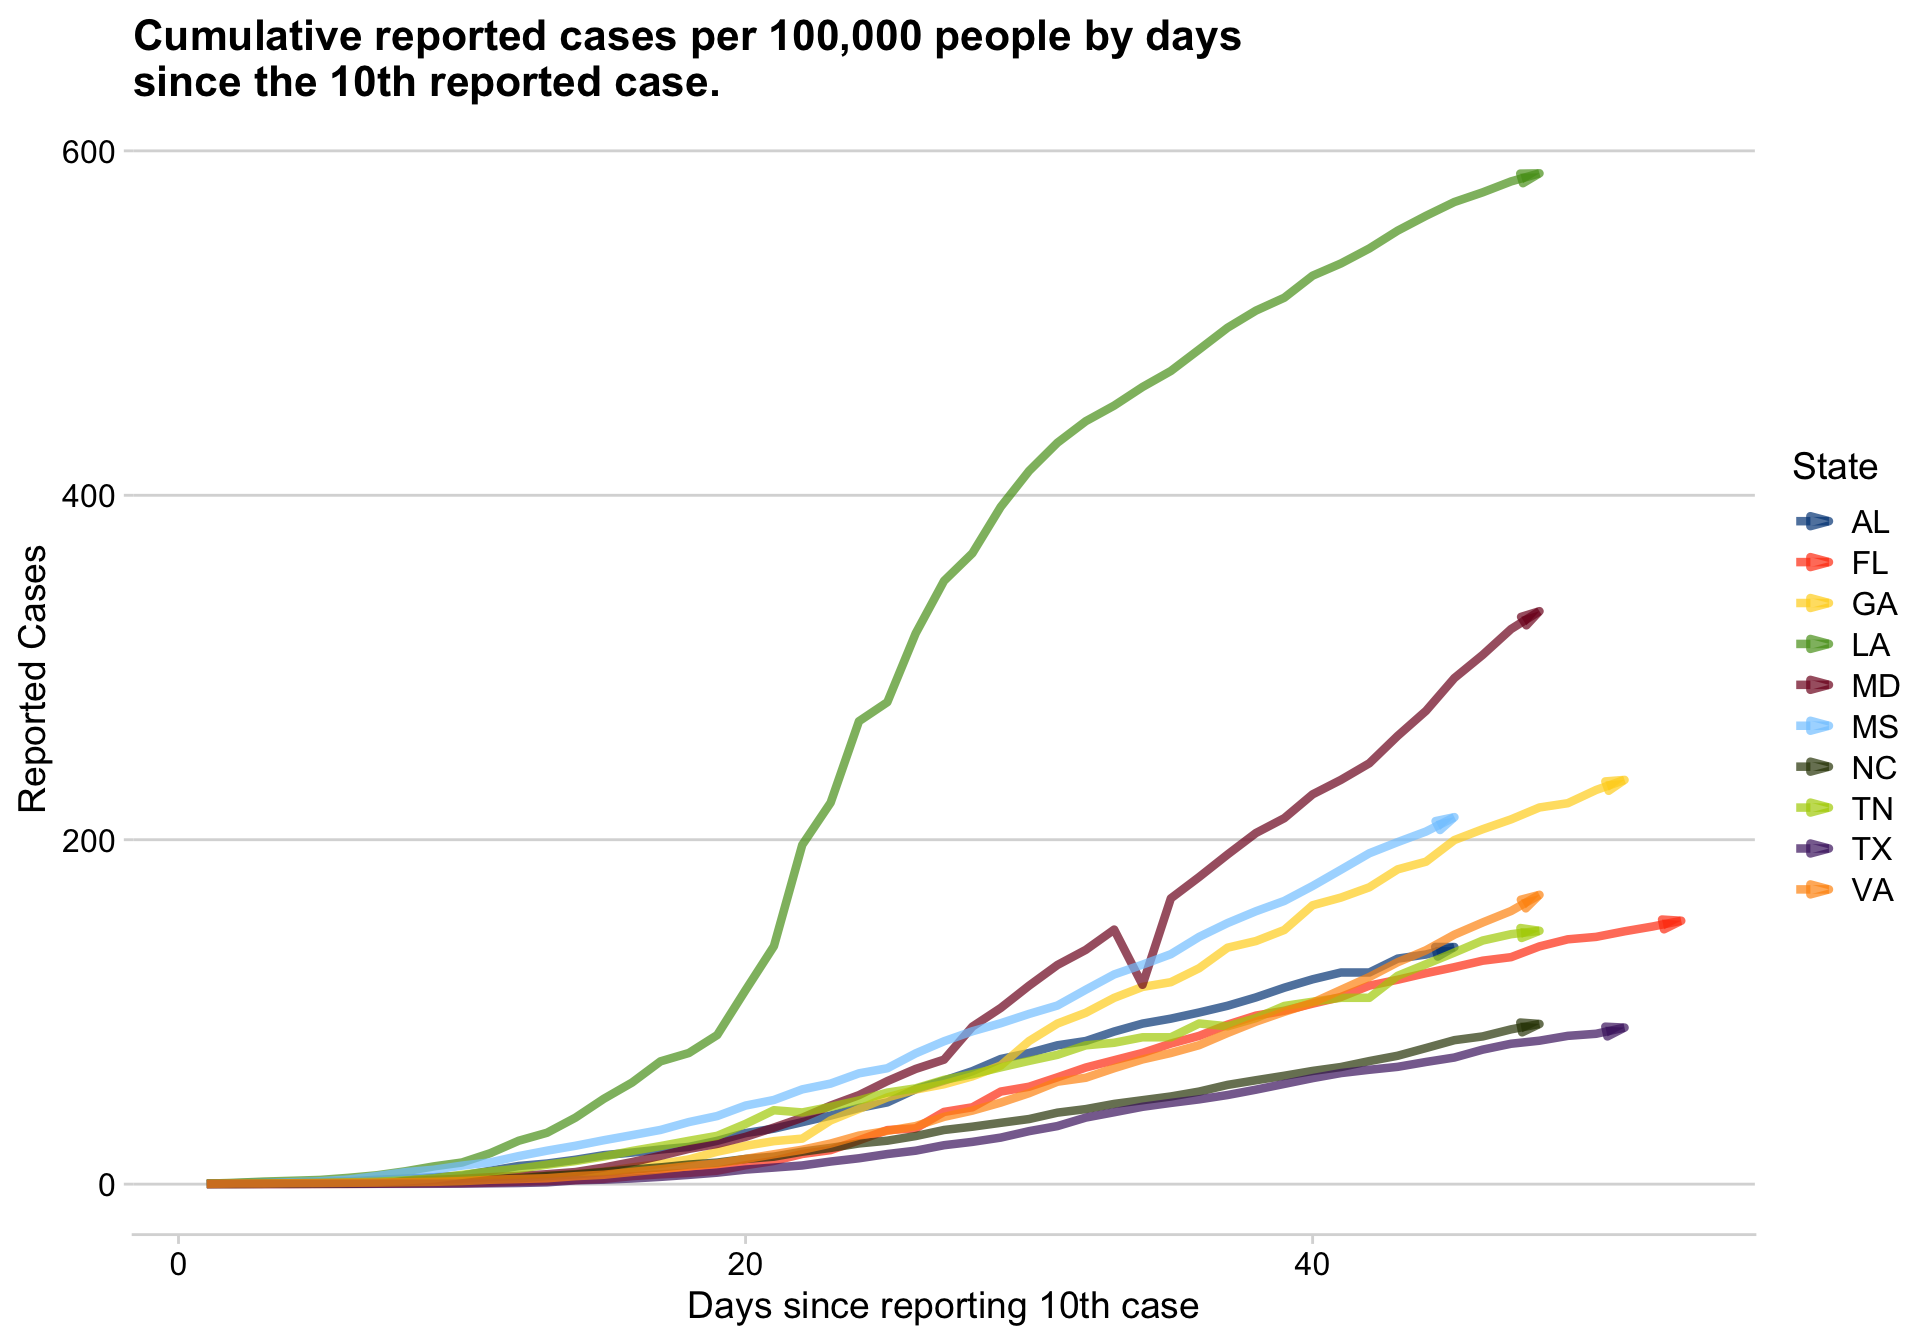 Cumulative reported cases per 100,000 people by days
since the 10th reported case.
600
400
200
0
Reported Cases
0
20
40
Days since reporting 10th case
State
AL
FL
GA
LA
MD
MS
NC
TN
TX
VA